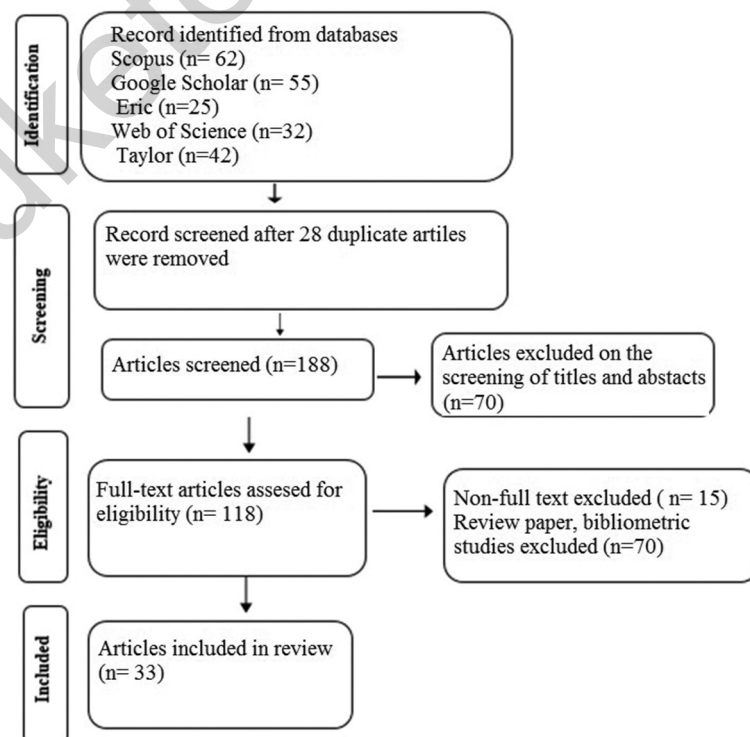 Identification
Record identified from databases
Scopus (n= 62)
Google Scholar (n= 55)
Eric (n=25)
Web of Science (n=32)
Taylor (n=42)
Screening
Record screened after 28 duplicate artiles
were removed
Articles screened (n=188)
Articles excluded on the
screening of titles and abstacts
(n=70)
Eligibility
Full-text articles assesed for
eligibility (n= 118)
Non-full text excluded ( n= 15)
Review paper, bibliometric
studies excluded (n=70)
Included
Articles included in review
(n= 33)